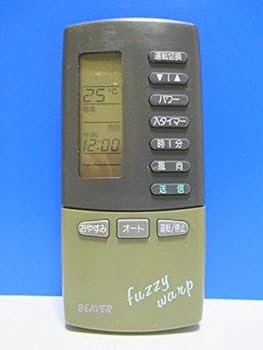 運転切換
25℃
▼|▲
パワー
入タイマー
12:00
時|分
風向
送信
おやすみ
オート
運転/停止
fuzzy
warp
BEAVER